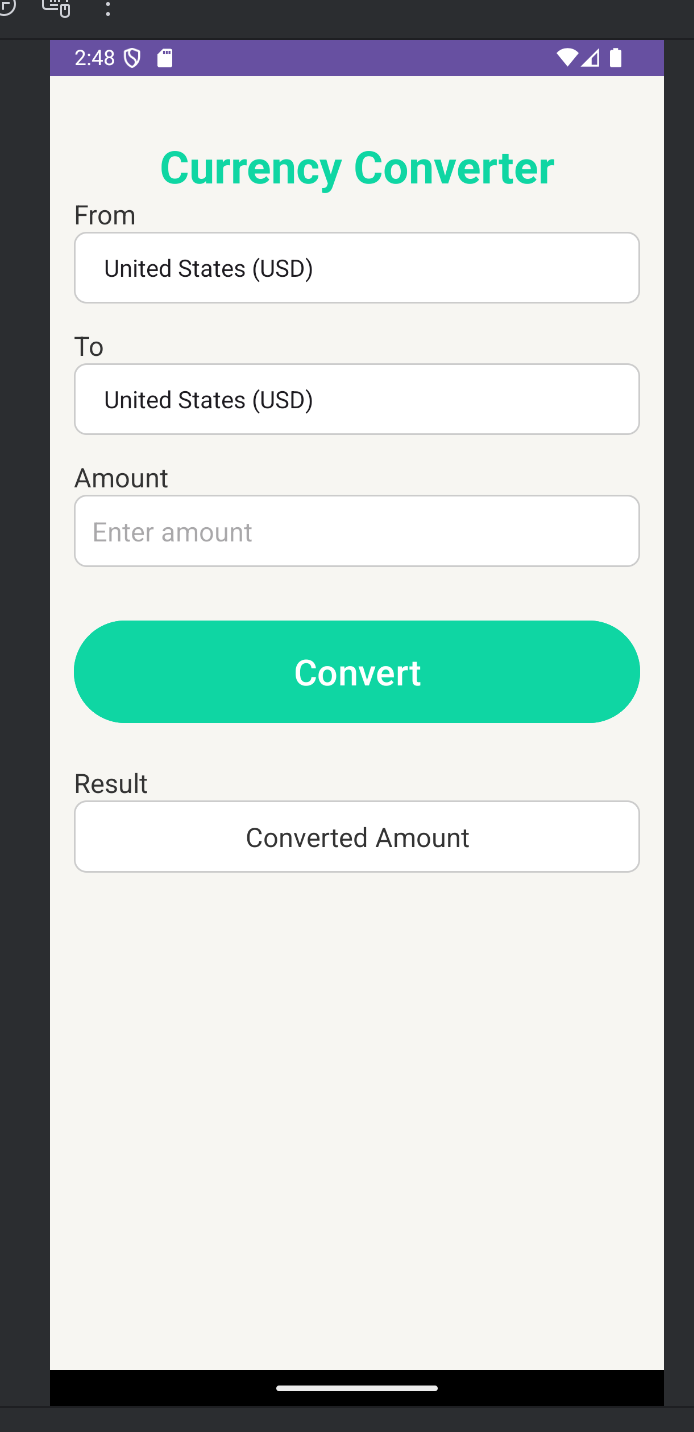 2:48
Currency Converter
From
United States (USD)
To
United States (USD)
Amount
Enter amount
Convert
Result
Converted Amount